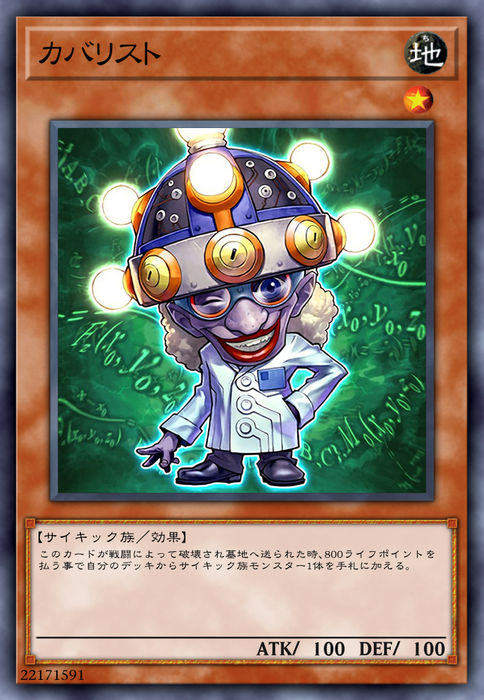 カバリスト
ち
地
【サイキック族／効果】
このカードが戦闘によって破壊され墓地へ送られた時、800ライフポイントを
払う事で自分のデッキからサイキック族モンスター1体を手札に加える。
ATK/ 100 DEF/ 100
22171591